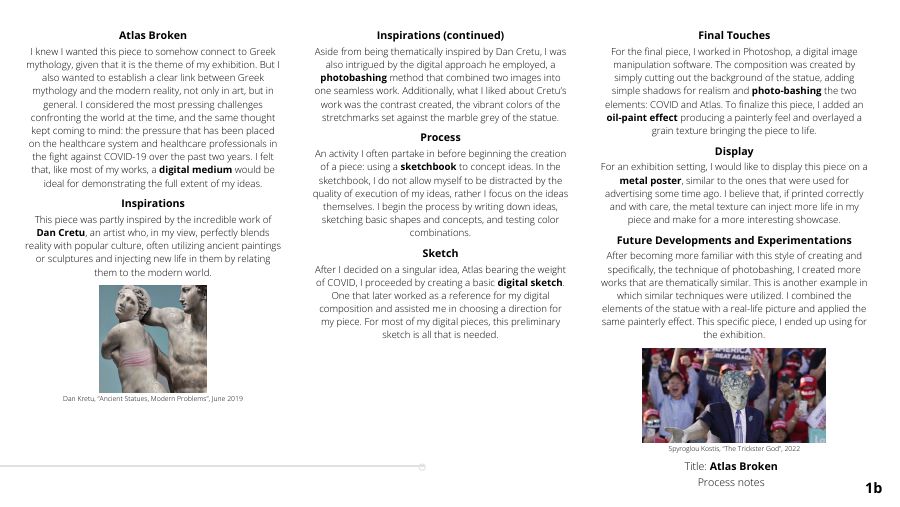 Atlas Broken
I knew I wanted this piece to somehow connect to Greek
mythology, given that it is the theme of my exhibition. But I
also wanted to establish a clear link between Greek
mythology and the modern reality, not only in art, but in
general. I considered the most pressing challenges
confronting the world at the time, and the same thought
kept coming to mind: the pressure that has been placed
on the healthcare system and healthcare professionals in
the fight against COVID-19 over the past two years. I felt
that, like most of my works, a digital medium would be
ideal for demonstrating the full extent of my ideas.
Inspirations
This piece was partly inspired by the incredible work of
Dan Cretu, an artist who, in my view, perfectly blends
reality with popular culture, often utilizing ancient paintings
or sculptures and injecting new life in them by relating
them to the modern world.
Dan Kretu, "Ancient Statues, Modern Problems", June 2019
Inspirations (continued)
Aside from being thematically inspired by Dan Cretu, I was
also intrigued by the digital approach he employed, a
photobashing method that combined two images into
one seamless work. Additionally, what I liked about Cretu's
work was the contrast created, the vibrant colors of the
stretchmarks set against the marble grey of the statue.
Process
An activity I often partake in before beginning the creation
of a piece: using a sketchbook to concept ideas. In the
sketchbook, I do not allow myself to be distracted by the
quality of execution of my ideas, rather I focus on the ideas
themselves. I begin the process by writing down ideas,
sketching basic shapes and concepts, and testing color
combinations.
Sketch
After I decided on a singular idea, Atlas bearing the weight
of COVID, I proceeded by creating a basic digital sketch.
One that later worked as a reference for my digital
composition and assisted me in choosing a direction for
my piece. For most of my digital pieces, this preliminary
sketch is all that is needed.
Final Touches
For the final piece, I worked in Photoshop, a digital image
manipulation software. The composition was created by
simply cutting out the background of the statue, adding
simple shadows for realism and photo-bashing the two
elements: COVID and Atlas. To finalize this piece, I added an
oil-paint effect producing a painterly feel and overlayed a
grain texture bringing the piece to life.
Display
For an exhibition setting, I would like to display this piece on a
metal poster, similar to the ones that were used for
advertising some time ago. I believe that, if printed correctly
and with care, the metal texture can inject more life in my
piece and make for a more interesting showcase.
Future Developments and Experimentations
After becoming more familiar with this style of creating and
specifically, the technique of photobashing, I created more
works that are thematically similar. This is another example in
which similar techniques were utilized. I combined the
elements of the statue with a real-life picture and applied the
same painterly effect. This specific piece, I ended up using for
the exhibition.
AMERICA
GREAT AGAIN
Spyroglou Kostis, "The Trickster God", 2022
Title: Atlas Broken
Process notes
1b